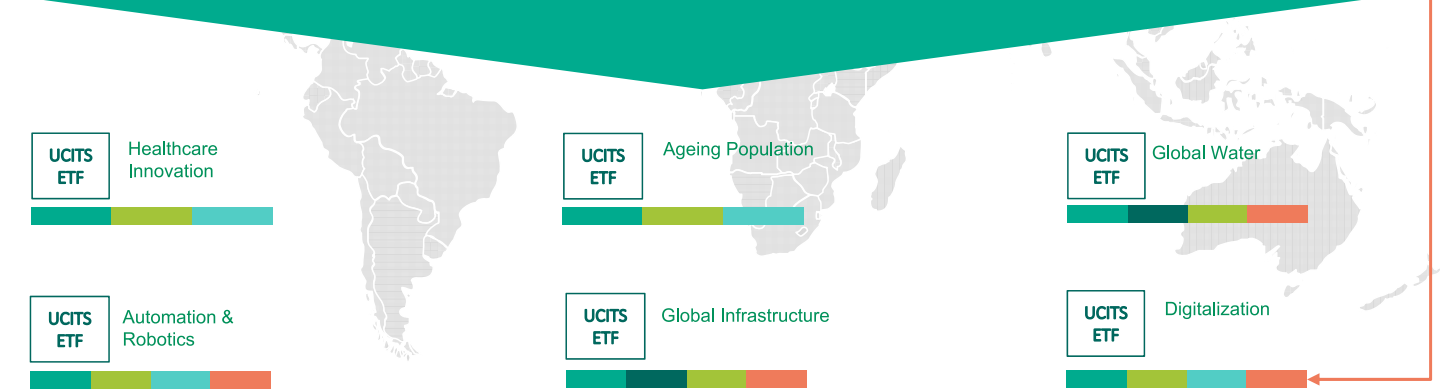 UCITS
ETF
Healthcare
Innovation
UCITS
ETF
Ageing Population
UCITS
ETF
Global Water
UCITS
ETF
Automation &
Robotics
UCITS
ETF
Global Infrastructure
UCITS
ETF
Digitalization